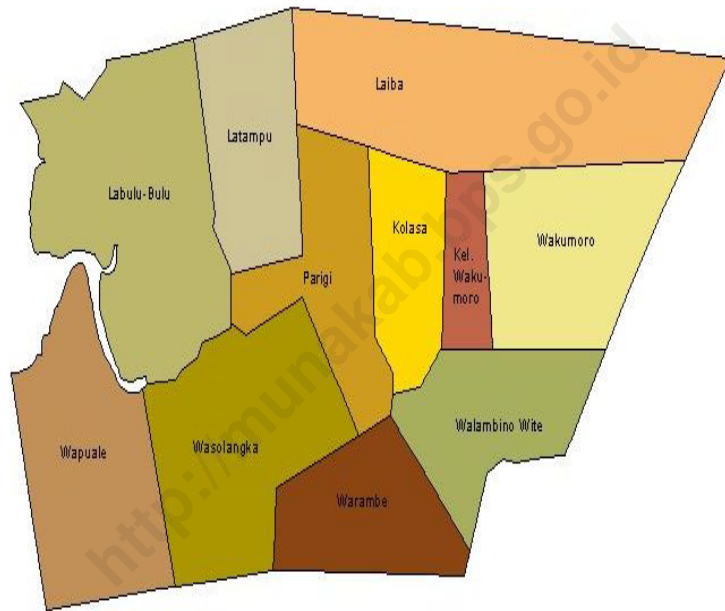 Laiba
Latampu
Labulu-Bulu
Kolasa
Wakumoro
Kel.
Waku-
moro
Parigi
Walambino Wite
Wasolangka
Wapuale
Warambe
http://munakab.bps.go.id